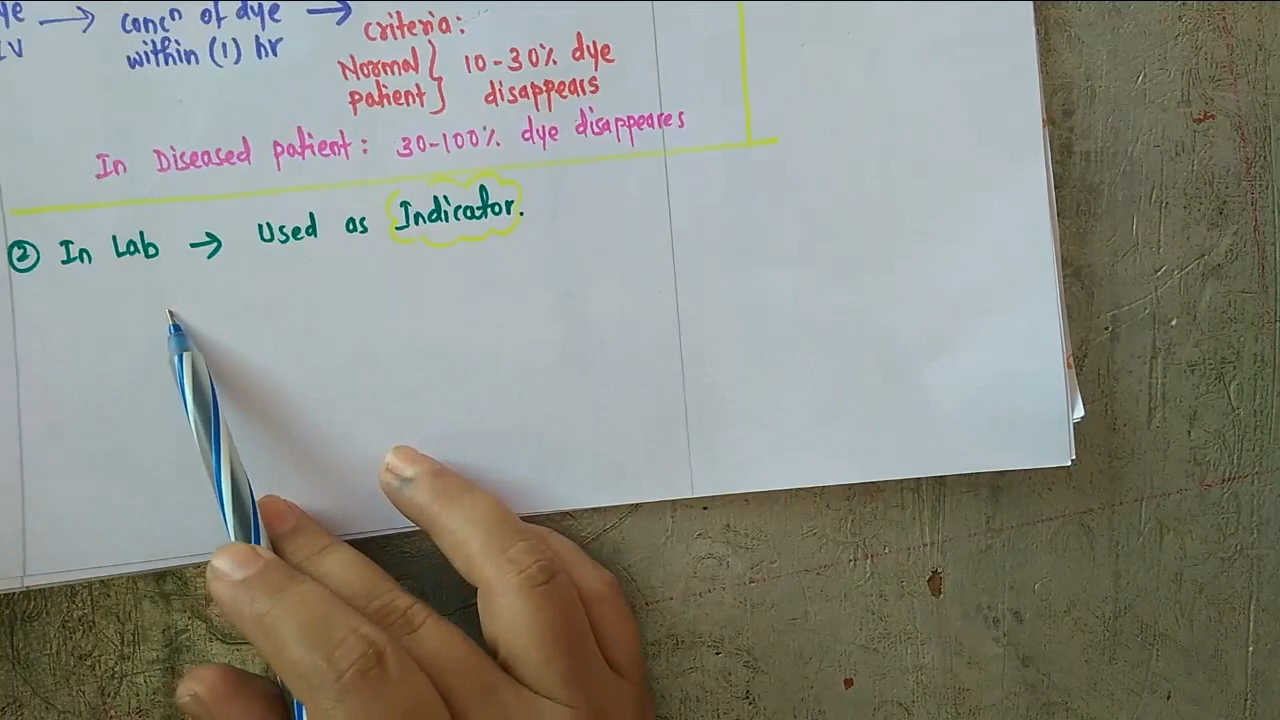 → concn of dye →
within (1) hr
IV
criteria:
Normal } 10-30% dye
patient } disappears
In Diseased patient: 30-100% dye disappeares
② In Lab → Used as Indicator.